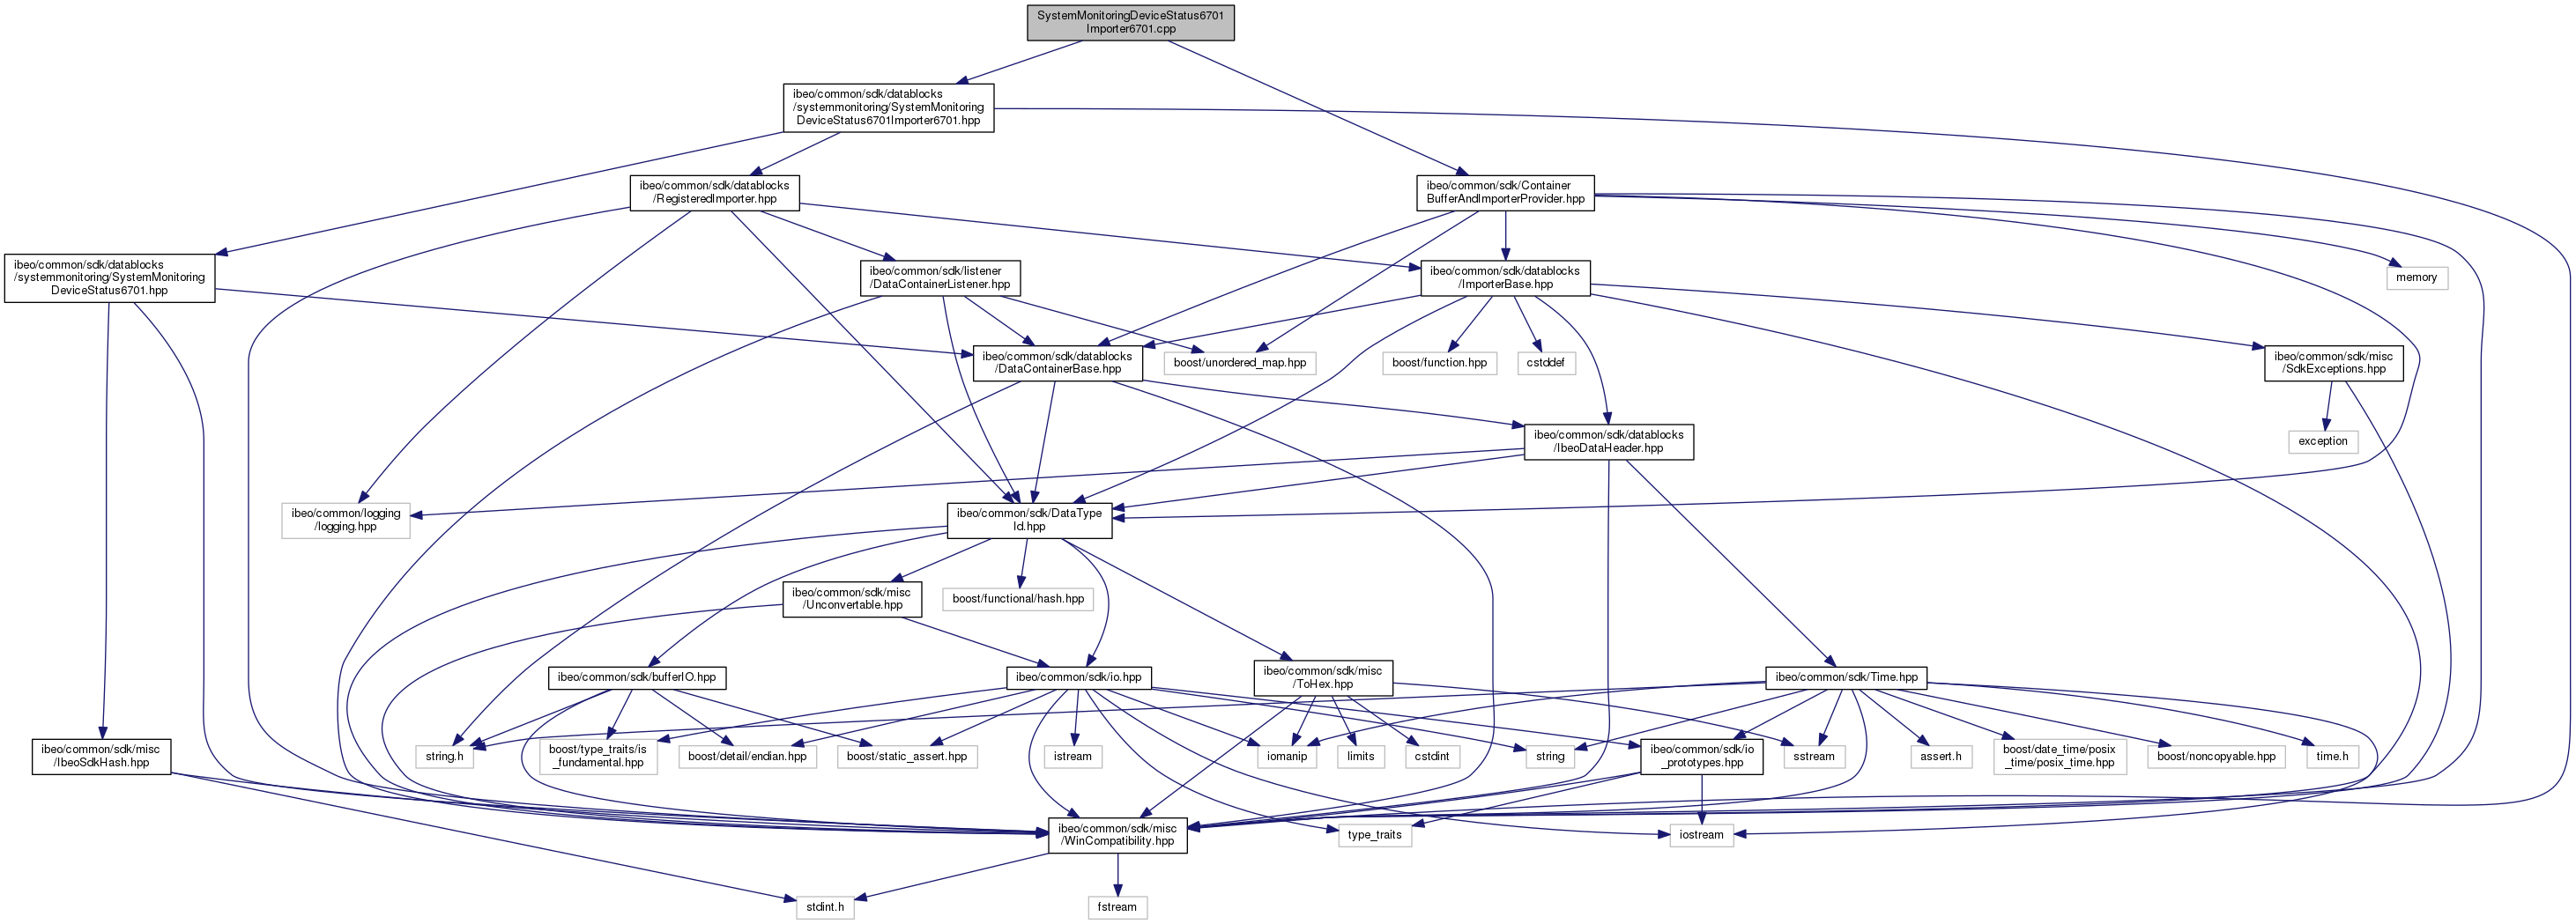 SystemMonitoringDeviceStatus6701
Importer6701.cpp
ibeo/common/sdk/datablocks
/systemmonitoring/SystemMonitoring
DeviceStatus6701Importer6701.hpp
ibeo/common/sdk/datablocks
/RegisteredImporter.hpp
ibeo/common/sdk/Container
BufferAndImporterProvider.hpp
ibeo/common/sdk/datablocks
/systemmonitoring/SystemMonitoring
DeviceStatus6701.hpp
ibeo/common/sdk/listener
/DataContainerListener.hpp
ibeo/common/sdk/datablocks
/ImporterBase.hpp
memory
ibeo/common/sdk/datablocks
/DataContainerBase.hpp
boost/unordered_map.hpp
boost/function.hpp
cstddef
ibeo/common/sdk/misc
/SdkExceptions.hpp
ibeo/common/sdk/datablocks
/IbeoDataHeader.hpp
exception
ibeo/common/logging
/logging.hpp
ibeo/common/sdk/DataType
Id.hpp
ibeo/common/sdk/misc
/Unconvertable.hpp
boost/functional/hash.hpp
ibeo/common/sdk/bufferIO.hpp
ibeo/common/sdk/io.hpp
ibeo/common/sdk/misc
/ToHex.hpp
ibeo/common/sdk/Time.hpp
ibeo/common/sdk/misc
/IbeoSdkHash.hpp
string.h
boost/type_traits/is
_fundamental.hpp
boost/detail/endian.hpp
boost/static_assert.hpp
istream
iomanip
limits
cstdint
string
ibeo/common/sdk/io
_prototypes.hpp
sstream
assert.h
boost/date_time/posix
_time/posix_time.hpp
boost/noncopyable.hpp
time.h
ibeo/common/sdk/misc
/WinCompatibility.hpp
type_traits
iostream
stdint.h
fstream